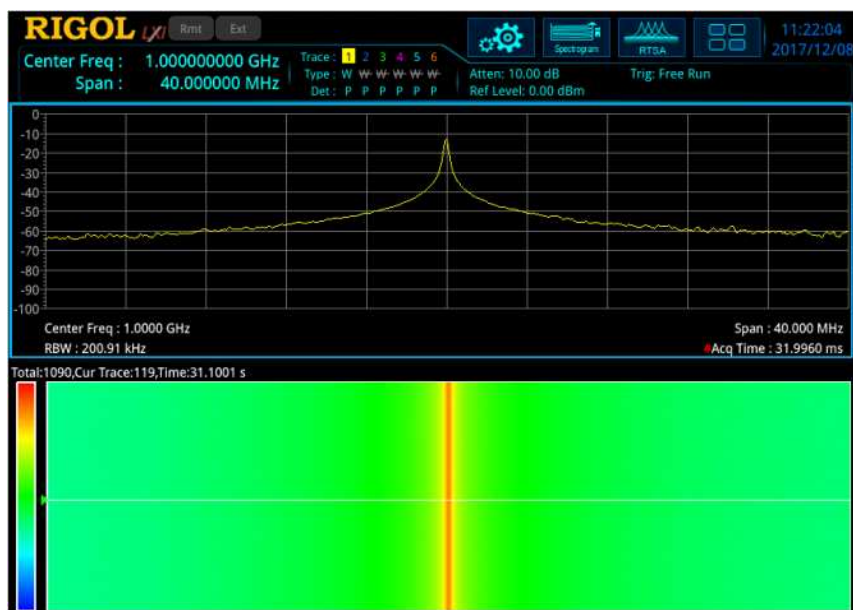 RIGOL LXI Rmt Ext
11:22:04
2017/12/08
Spectrogram
RTSA
Center Freq : 1.000000000 GHz
Span : 40.000000 MHz
Trace : 1 2 3 4 5 6
Type : W W W W W W
Det : P P P P P P
Atten: 10.00 dB
Ref Level: 0.00 dBm
Trig: Free Run
0
-10
-20
-30
-40
-50
-60
-70
-80
-90
-100
Center Freq : 1.0000 GHz
Span : 40.000 MHz
RBW : 200.91 kHz
Acq Time : 31.9960 ms
Total:1090,Cur Trace:119,Time:31.1001 s